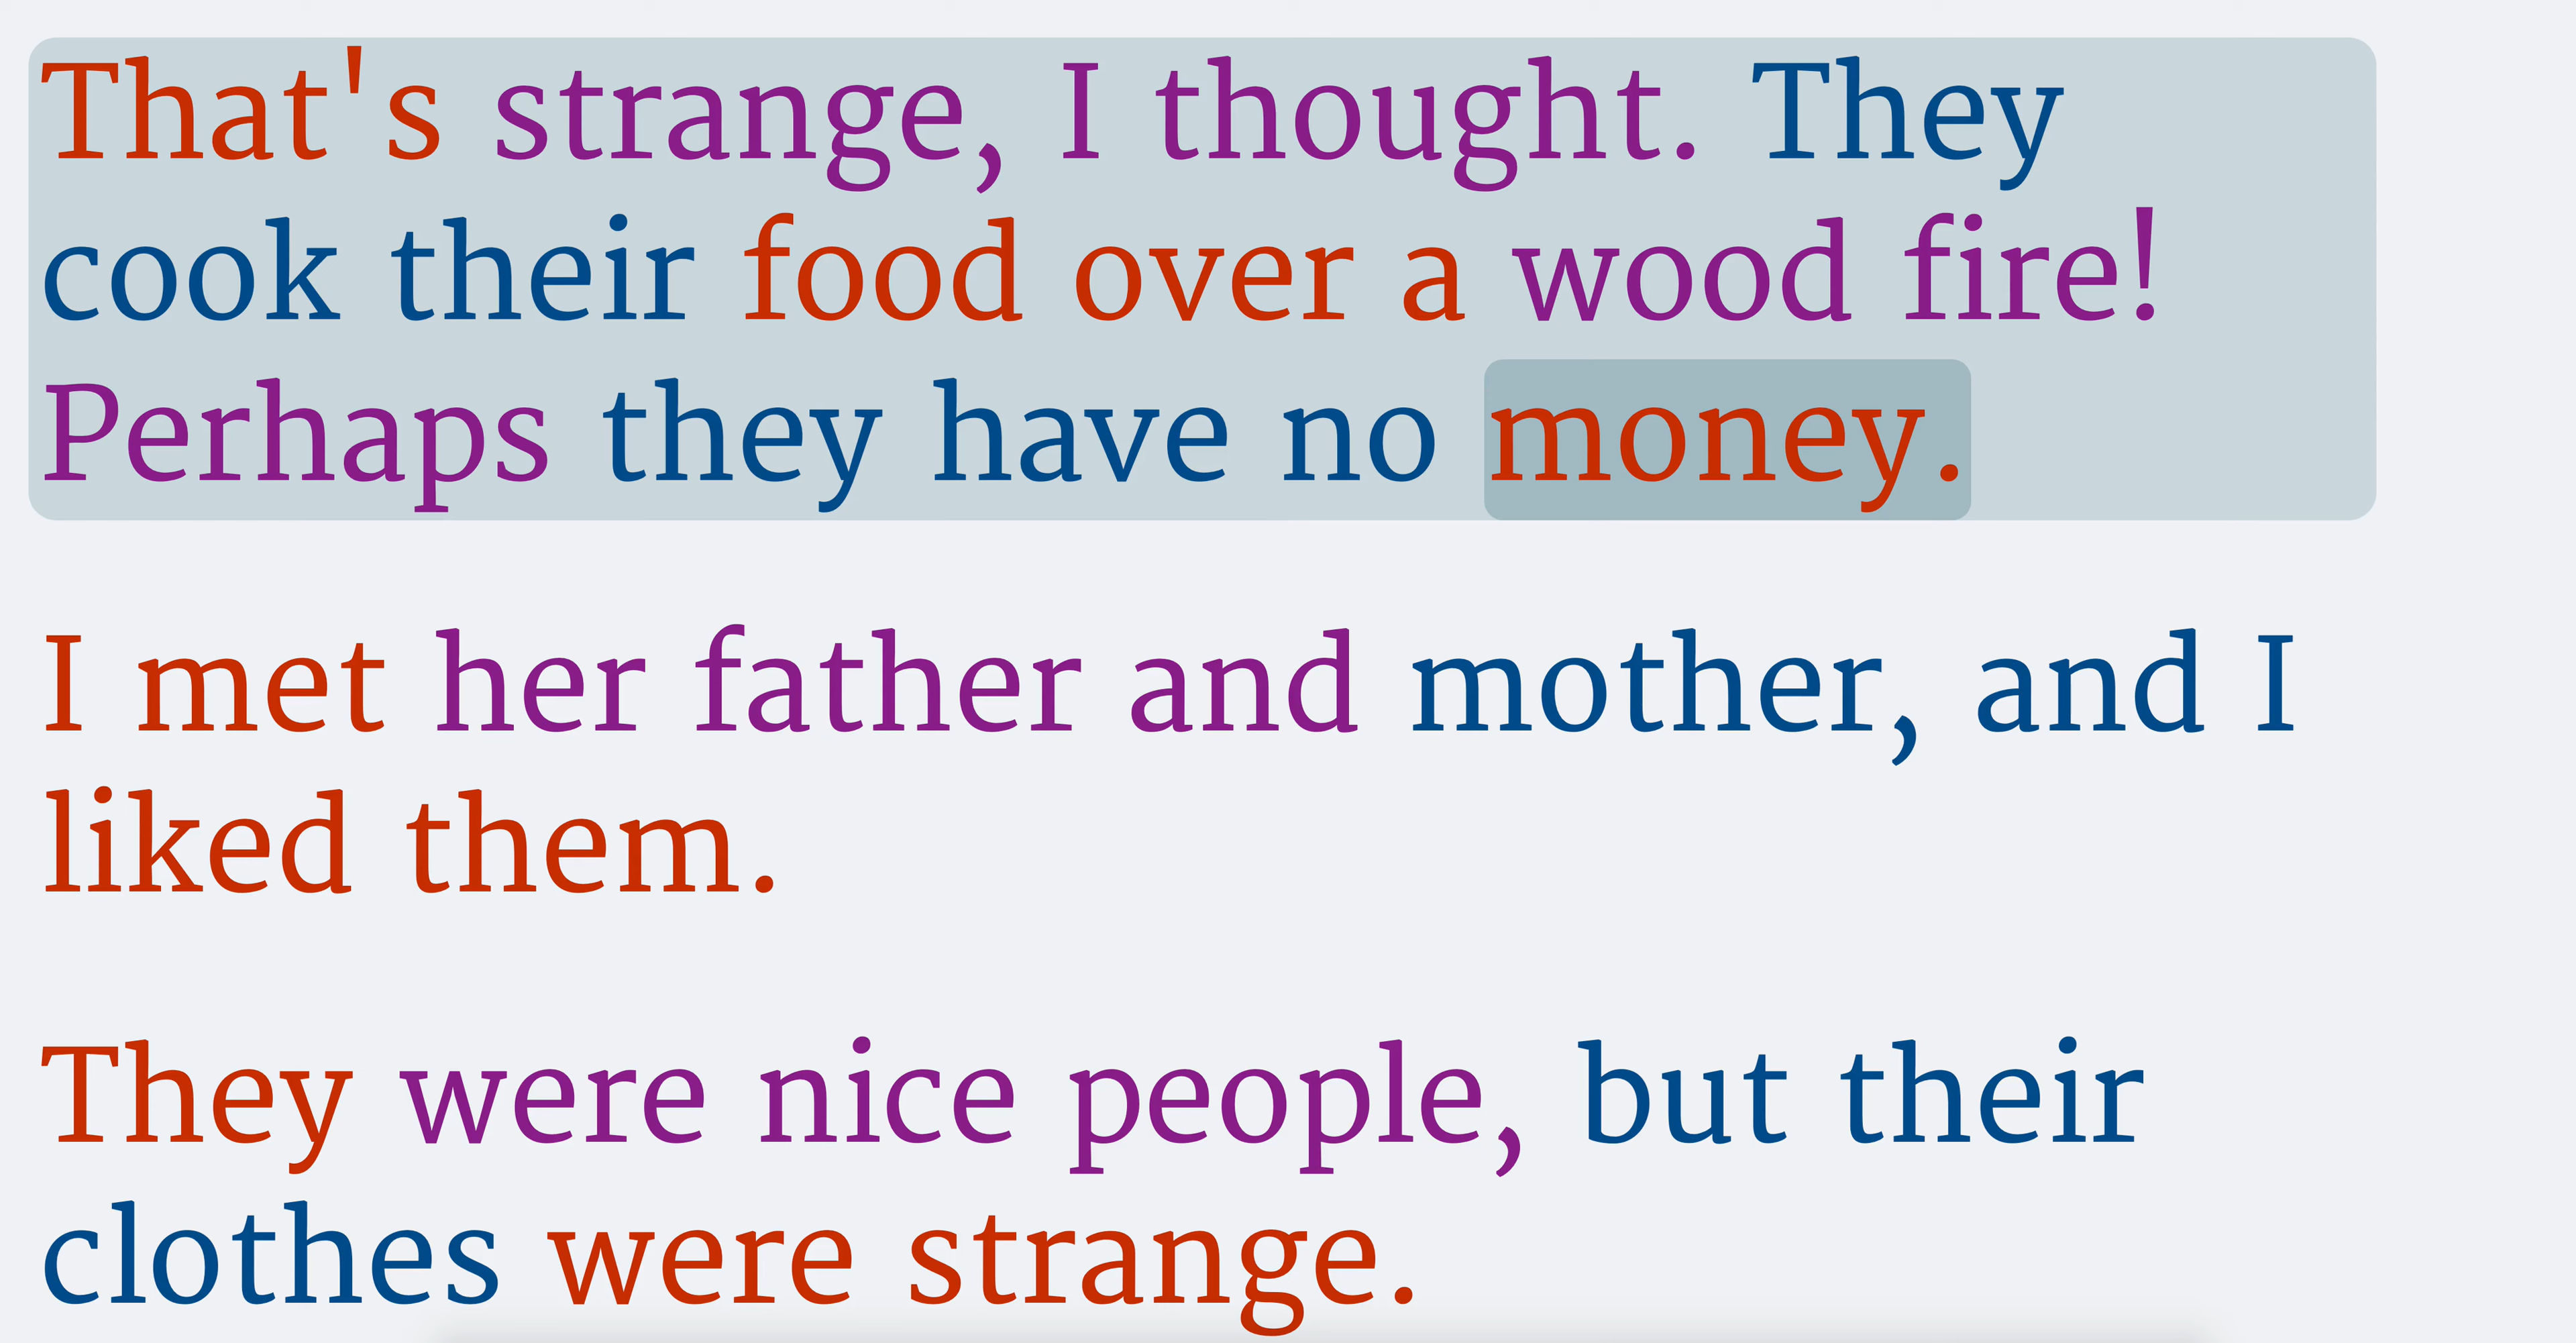 That's strange, I thought. They
cook their food over a wood fire!
Perhaps they have no money.
I met her father and mother, and I
liked them.
They were nice people, but their
clothes were strange.